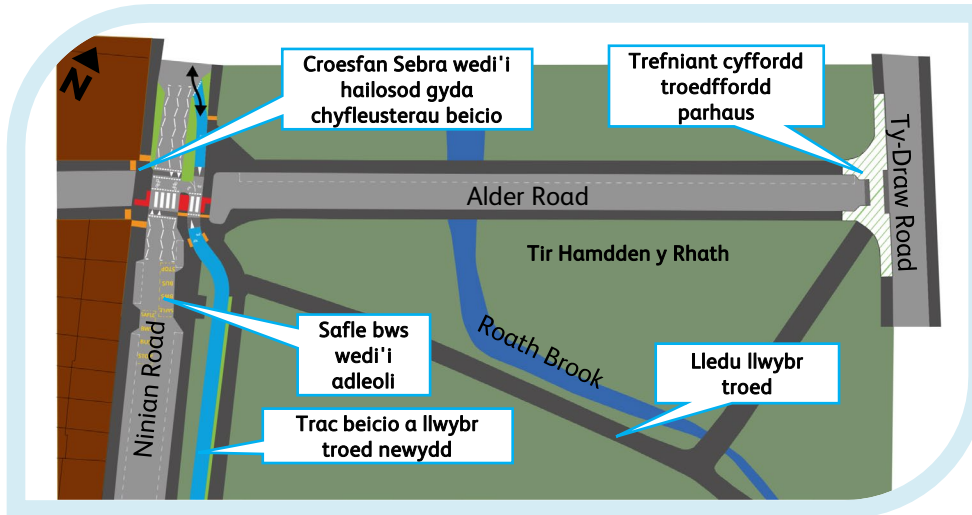 N
Croesfan Sebra wedi'i
hailosod gyda
chyfleusterau beicio
Trefniant cyffordd
troedffordd
parhaus
Ty-Draw Road
Alder Road
Tir Hamdden y Rhath
Roath Brook
Safle bws
wedi'i
adleoli
Lledu llwybr
troed
Ninian Road
Trac beicio a llwybr
troed newydd